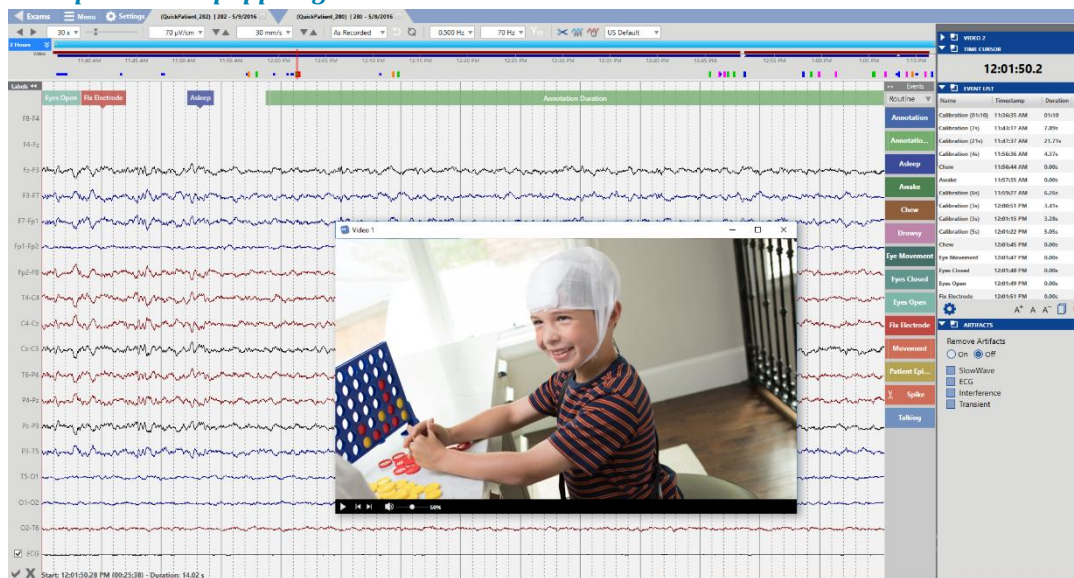 Exams Menu Settings (QuickPatient_282) | 282 - 5/9/2016 (QuickPatient_280) | 280 - 5/9/2016
30 x 70 µV/cm 30 mm/s As Recorded 0.500 Hz 70 Hz US Default
2 Hours
Video
11:40 AM 11:45 AM 11:50 AM 11:55 AM 12:00 PM 12:05 PM 12:10 PM 12:15 PM 12:20 PM 12:25 PM 12:30 PM 12:35 PM 12:40 PM 12:45 PM 12:50 PM 12:55 PM 1:00 PM 1:05 PM 1:10 PM
Labels <<
Eyes Open Fix Electrode Asleep Annotation Duration
F8-F4
F4-Fz
Fz-F3
F3-F7
F7-Fp1
Fp1-Fp2
Fp2-F8
T4-C4
C4-Cz
Cz-C3
T6-P4
P4-Pz
Pz-P3
P3-T5
T5-O1
O1-O2
O2-T6
ECG
Start: 12:01:50.28 PM (00:25:38) - Duration: 14.02 s
Video 1
50%
>> Events
Routine
Annotation
Annotatio...
Asleep
Awake
Chew
Drowsy
Eye Movement
Eyes Closed
Eyes Open
Fix Electrode
Movement
Patient Epi...
Spike
Talking
VIDEO 2
TIME CURSOR
12:01:50.2
EVENT LIST
Name Timestamp Duration
Calibration (01:10) 11:36:35 AM 01:10
Calibration (7s) 11:43:17 AM 7.89s
Calibration (21s) 11:47:37 AM 21.71s
Calibration (4s) 11:56:36 AM 4.37s
Chew 11:56:44 AM 0.00s
Awake 11:57:35 AM 0.00s
Calibration (6s) 11:59:27 AM 6.26s
Calibration (3s) 12:00:51 PM 3.41s
Calibration (3s) 12:01:15 PM 3.28s
Calibration (5s) 12:01:22 PM 5.05s
Chew 12:01:45 PM 0.00s
Eye Movement 12:01:47 PM 0.00s
Eyes Closed 12:01:48 PM 0.00s
Eyes Open 12:01:49 PM 0.00s
Fix Electrode 12:01:51 PM 0.00s
A+ A A-
ARTIFACTS
Remove Artifacts
On Off
SlowWave
ECG
Interference
Transient